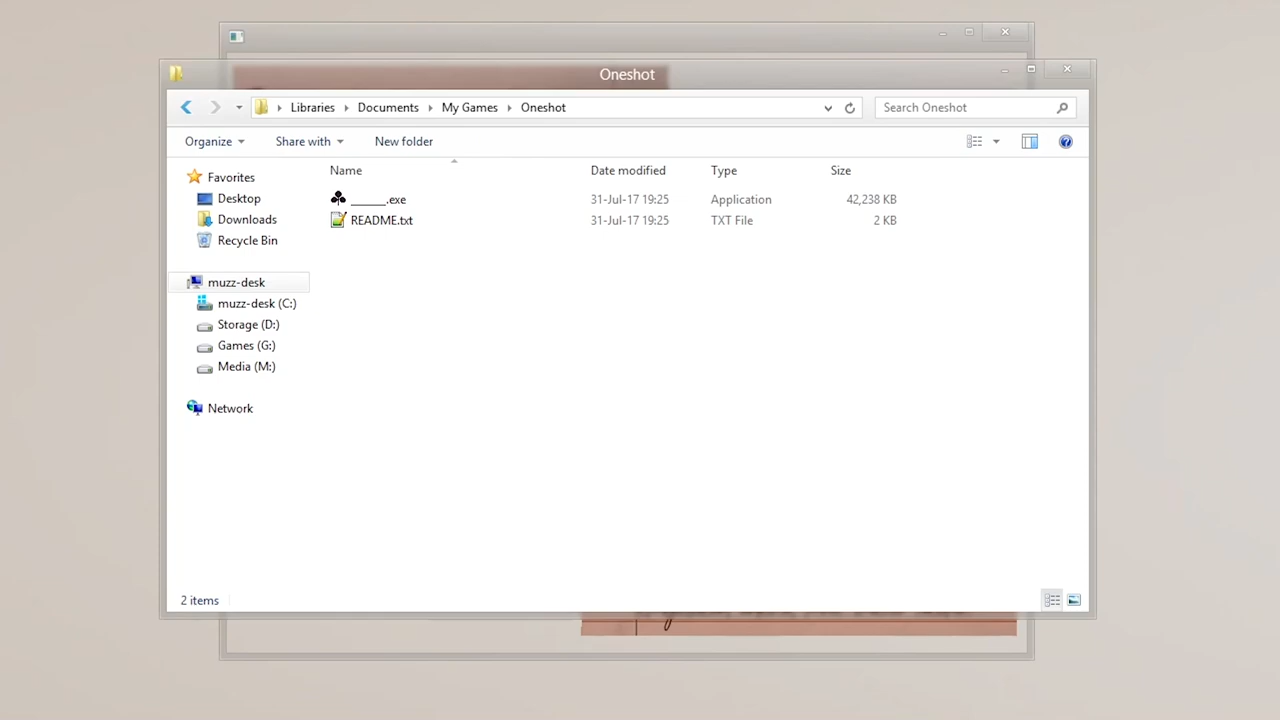 Oneshot
Libraries Documents My Games Oneshot
Search Oneshot
Organize Share with New folder
Name Date modified Type Size
______.exe 31-Jul-17 19:25 Application 42,238 KB
README.txt 31-Jul-17 19:25 TXT File 2 KB
Favorites
Desktop
Downloads
Recycle Bin
muzz-desk
muzz-desk (C:)
Storage (D:)
Games (G:)
Media (M:)
Network
2 items